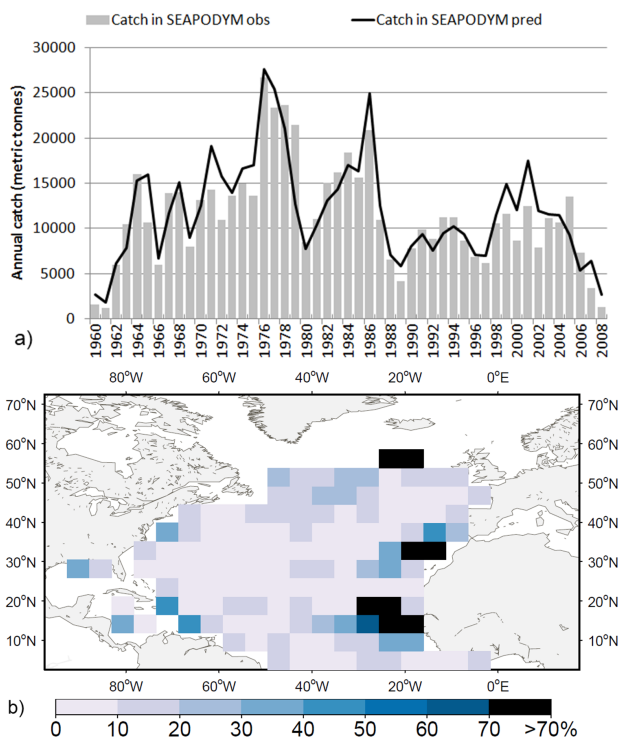 Catch in SEAPODYM obs Catch in SEAPODYM pred
Annual catch (metric tonnes)
30000
25000
20000
15000
10000
5000
0
1960 1962 1964 1966 1968 1970 1972 1974 1976 1978 1980 1982 1984 1986 1988 1990 1992 1994 1996 1998 2000 2002 2004 2006 2008
a)
80°W 60°W 40°W 20°W 0°E
70°N 70°N
60°N 60°N
50°N 50°N
40°N 40°N
30°N 30°N
20°N 20°N
10°N 10°N
80°W 60°W 40°W 20°W 0°E
b)
0 10 20 30 40 50 60 70 >70%